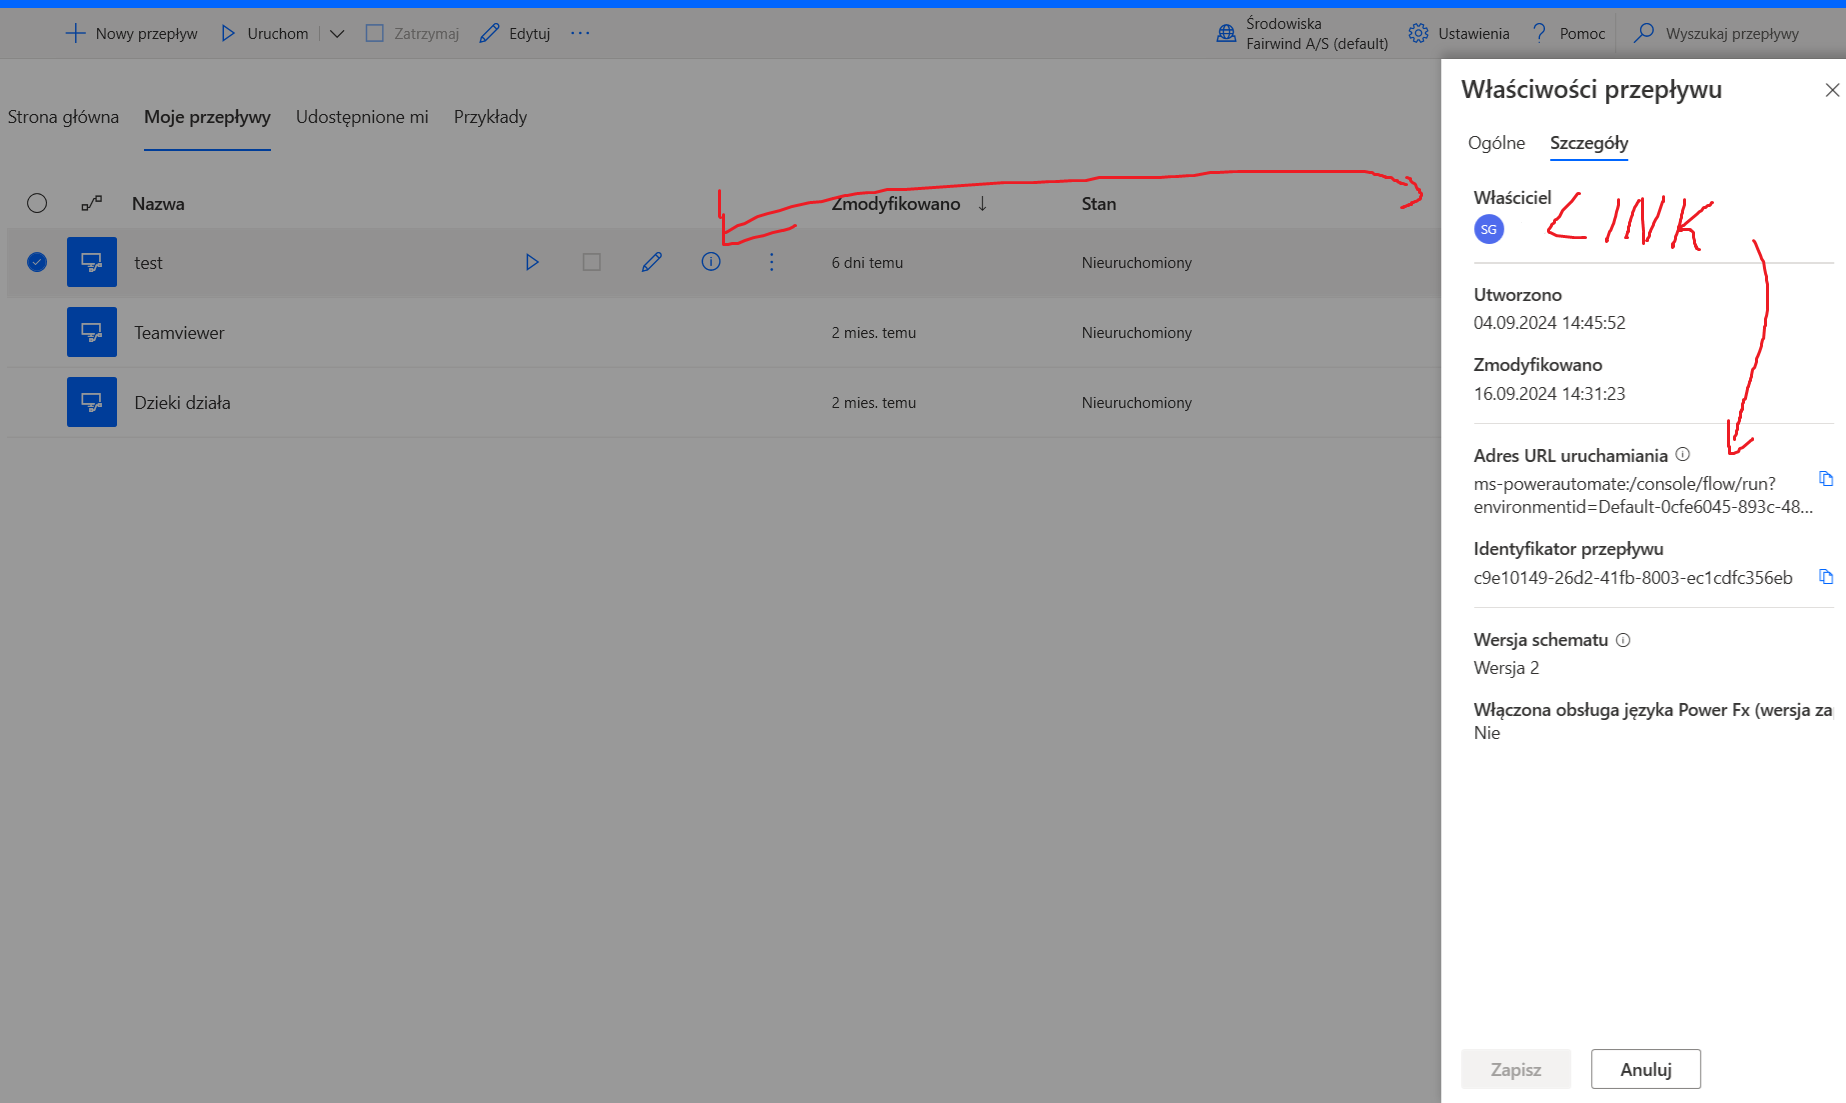 Nowy przepływ Uruchom Zatrzymaj Edytuj
Środowiska
Fairwind A/S (default)
Ustawienia Pomoc Wyszukaj przepływy
Strona główna Moje przepływy Udostępnione mi Przykłady
Nazwa Zmodyfikowano Stan
test 6 dni temu Nieuruchomiony
Teamviewer 2 mies. temu Nieuruchomiony
Dzieki działa 2 mies. temu Nieuruchomiony
Właściwości przepływu
Ogólne Szczegóły
Właściciel
SG
LINK
Utworzono
04.09.2024 14:45:52
Zmodyfikowano
16.09.2024 14:31:23
Adres URL uruchamiania
ms-powerautomate:/console/flow/run?
environmentid=Default-0cfe6045-893c-48...
Identyfikator przepływu
c9e10149-26d2-41fb-8003-ec1cdfc356eb
Wersja schematu
Wersja 2
Włączona obsługa języka Power Fx (wersja za
Nie
Zapisz Anuluj